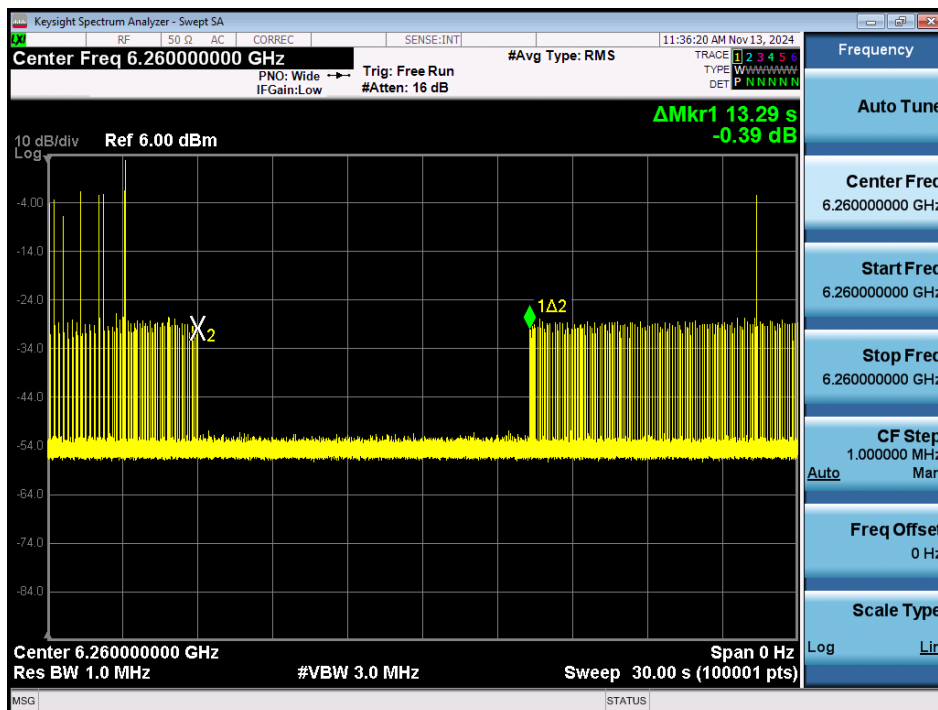 Keysight Spectrum Analyzer - Swept SA
LXI RF 50 Ω AC CORREC SENSE:INT 11:36:20 AM Nov 13, 2024
Center Freq 6.260000000 GHz
PNO: Wide
IFGain:Low
Trig: Free Run
#Atten: 16 dB
#Avg Type: RMS
TRACE 1 2 3 4 5 6
TYPE WWWWWW
DET P N N N N N
ΔMkr1 13.29 s
-0.39 dB
10 dB/div Ref 6.00 dBm
Log
-4.00
-14.0
-24.0
-34.0
-44.0
-54.0
-64.0
-74.0
-84.0
X2
1Δ2
Center 6.260000000 GHz Span 0 Hz
Res BW 1.0 MHz #VBW 3.0 MHz Sweep 30.00 s (100001 pts)
MSG STATUS
Frequency
Auto Tune
Center Freq
6.260000000 GHz
Start Freq
6.260000000 GHz
Stop Freq
6.260000000 GHz
CF Step
1.000000 MHz
Auto Man
Freq Offset
0 Hz
Scale Type
Log Lin